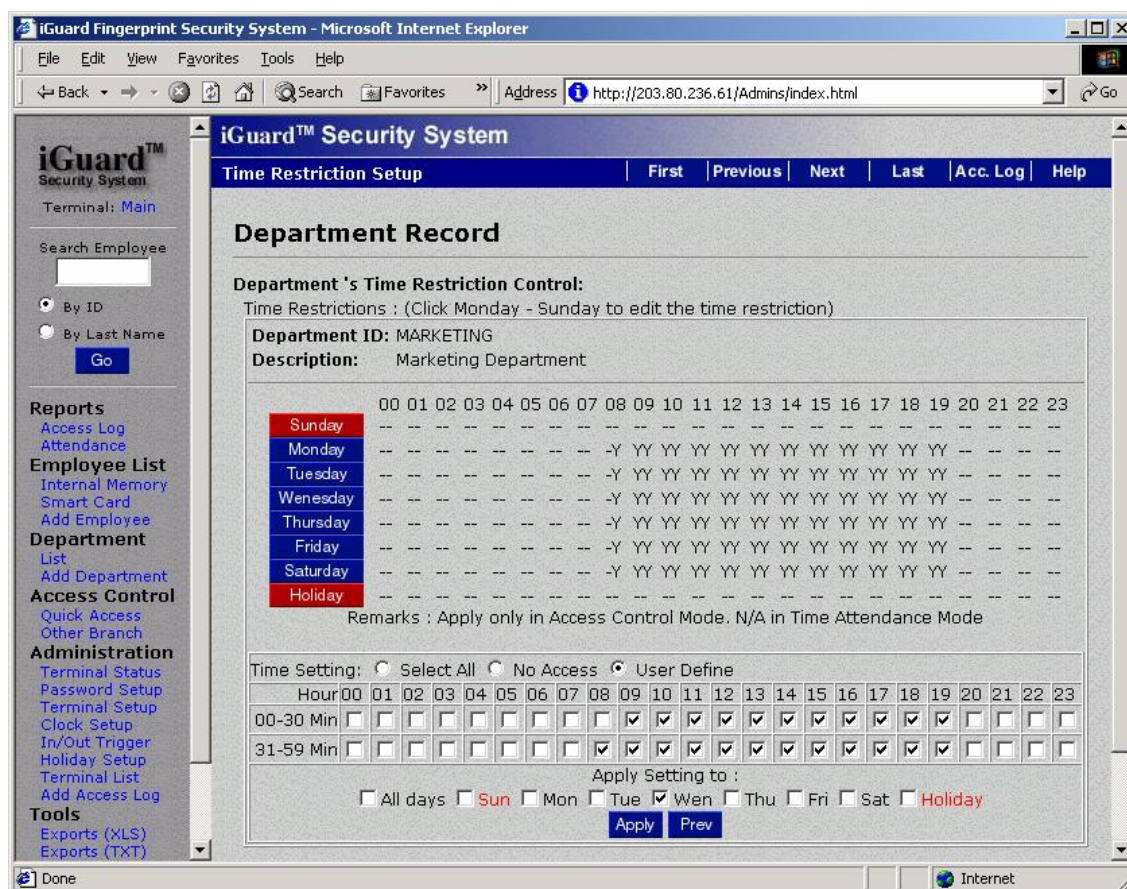 iGuard Fingerprint Security System - Microsoft Internet Explorer
File Edit View Favorites Tools Help
Back Search Favorites » Address http://203.80.236.61/Admins/index.html Go
iGuard™
Security System
Terminal: Main
Search Employee
By ID
By Last Name
Go
Reports
Access Log
Attendance
Employee List
Internal Memory
Smart Card
Add Employee
Department
List
Add Department
Access Control
Quick Access
Other Branch
Administration
Terminal Status
Password Setup
Terminal Setup
Clock Setup
In/Out Trigger
Holiday Setup
Terminal List
Add Access Log
Tools
Exports (XLS)
Exports (TXT)
iGuard™ Security System
Time Restriction Setup | First | Previous | Next | Last | Acc. Log | Help
Department Record
Department 's Time Restriction Control:
Time Restrictions : (Click Monday - Sunday to edit the time restriction)
Department ID: MARKETING
Description: Marketing Department
00 01 02 03 04 05 06 07 08 09 10 11 12 13 14 15 16 17 18 19 20 21 22 23
Sunday -- -- -- -- -- -- -- -- -- -- -- -- -- -- -- -- -- -- -- -- -- -- -- --
Monday -- -- -- -- -- -- -- -- -Y YY YY YY YY YY YY YY YY YY YY YY -- -- -- --
Tuesday -- -- -- -- -- -- -- -- -Y YY YY YY YY YY YY YY YY YY YY YY -- -- -- --
Wenesday -- -- -- -- -- -- -- -- -Y YY YY YY YY YY YY YY YY YY YY YY -- -- -- --
Thursday -- -- -- -- -- -- -- -- -Y YY YY YY YY YY YY YY YY YY YY YY -- -- -- --
Friday -- -- -- -- -- -- -- -- -Y YY YY YY YY YY YY YY YY YY YY YY -- -- -- --
Saturday -- -- -- -- -- -- -- -- -Y YY YY YY YY YY YY YY YY YY YY YY -- -- -- --
Holiday -- -- -- -- -- -- -- -- -- -- -- -- -- -- -- -- -- -- -- -- -- -- -- --
Remarks : Apply only in Access Control Mode. N/A in Time Attendance Mode
Time Setting: Select All No Access User Define
Hour 00 01 02 03 04 05 06 07 08 09 10 11 12 13 14 15 16 17 18 19 20 21 22 23
00-30 Min
31-59 Min
Apply Setting to :
All days Sun Mon Tue Wen Thu Fri Sat Holiday
Apply Prev
Done Internet